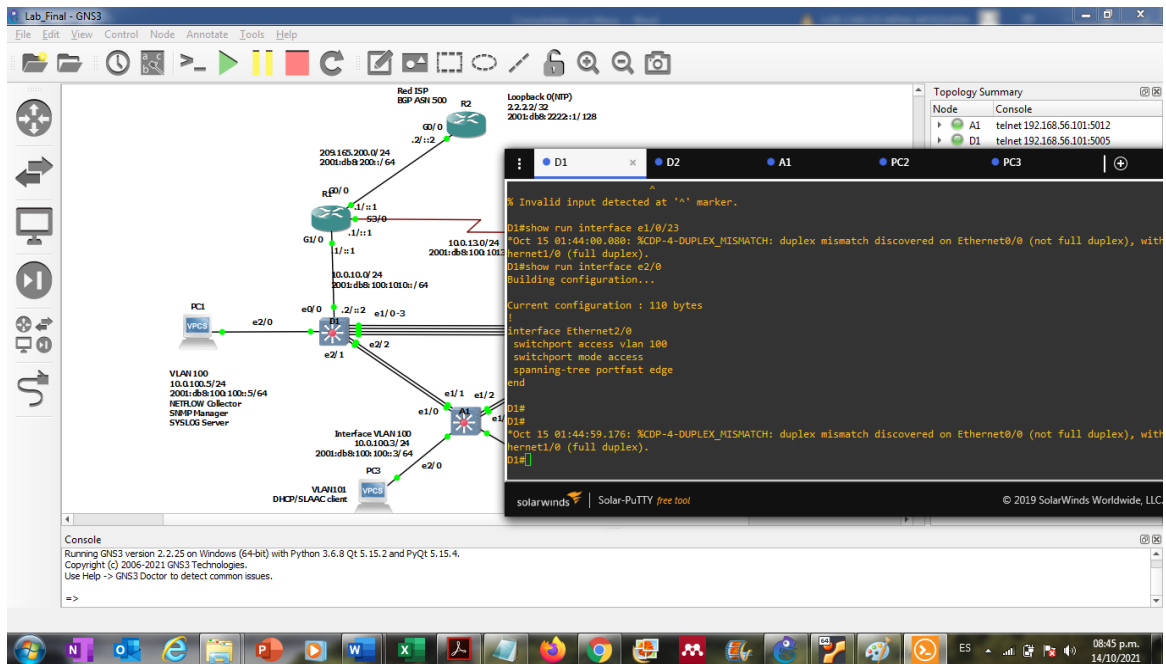 Lab_Final - GNS3
File Edit View Control Node Annotate Tools Help
Red ISP
BGP ASN 500
R2
Loopback 0(NTP)
2.2.2.2/32
2001:db8:2222::1/128
G0/0
.2/::2
209.165.200.0/24
2001:db8:200::/64
R1
G0/0
.1/::1
S3/0
.1/::1
G1/0
.1/::1
10.0.13.0/24
2001:db8:100:1013
10.0.10.0/24
2001:db8:100:1010::/64
PC1
VPCS
e2/0
e0/0
.2/::2
e1/0-3
D1
e2/1
e2/2
VLAN 100
10.0.100.5/24
2001:db8:100:100::5/64
NETFLOW Collector
SNMP Manager
SYSLOG Server
e1/1
e1/2
e1/0
A1
e1/
Interface VLAN 100
10.0.100.3/24
2001:db8:100:100::3/64
PC3
e2/0
VLAN101
DHCP/SLAAC client
VPCS
Topology Summary
Node Console
A1 telnet 192.168.56.101:5012
D1 telnet 192.168.56.101:5005
D1
D2
A1
PC2
PC3
^
% Invalid input detected at '^' marker.
D1#show run interface e1/0/23
*Oct 15 01:44:00.080: %CDP-4-DUPLEX_MISMATCH: duplex mismatch discovered on Ethernet0/0 (not full duplex), with
hernet1/0 (full duplex).
D1#show run interface e2/0
Building configuration...
Current configuration : 110 bytes
!
interface Ethernet2/0
switchport access vlan 100
switchport mode access
spanning-tree portfast edge
end
D1#
D1#
*Oct 15 01:44:59.176: %CDP-4-DUPLEX_MISMATCH: duplex mismatch discovered on Ethernet0/0 (not full duplex), with
hernet1/0 (full duplex).
D1#
solarwinds Solar-PuTTY free tool
© 2019 SolarWinds Worldwide, LLC.
Console
Running GNS3 version 2.2.25 on Windows (64-bit) with Python 3.6.8 Qt 5.15.2 and PyQt 5.15.4.
Copyright (c) 2006-2021 GNS3 Technologies.
Use Help -> GNS3 Doctor to detect common issues.
=>
ES
08:45 p.m.
14/10/2021